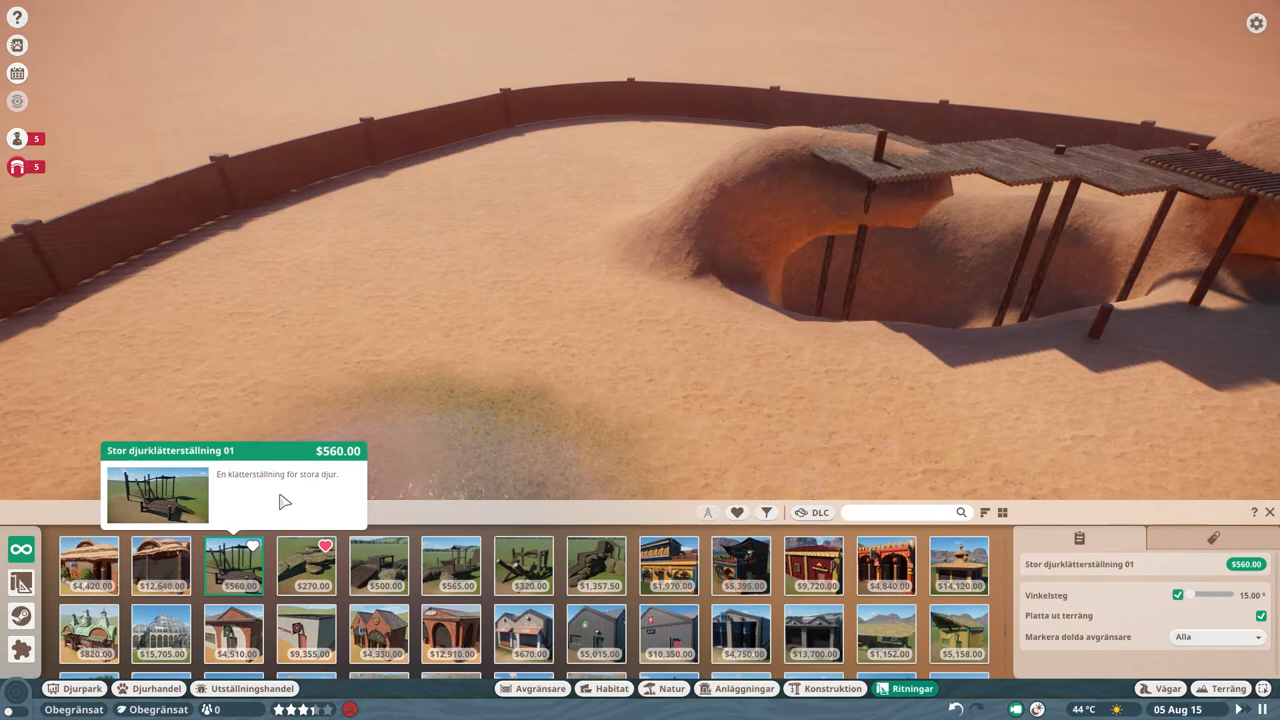 ?
5
5
Stor djurklätterställning 01 $560.00
En klätterställning för stora djur.
DLC
? ×
$4,420.00 $12,640.00 $560.00 $270.00 $500.00 $565.00 $320.00 $1,357.50 $1,970.00 $5,395.00 $9,720.00 $4,840.00 $14,120.00
$820.00 $15,705.00 $4,510.00 $9,355.00 $4,330.00 $12,910.00 $670.00 $5,015.00 $10,350.00 $4,750.00 $13,700.00 $1,152.00 $5,158.00
Stor djurklätterställning 01 $560.00
Vinkelsteg 15.00 °
Platta ut terräng
Markera dolda avgränsare Alla
Djurpark Djurhandel Utställningshandel Avgränsare Habitat Natur Anläggningar Konstruktion Ritningar Vägar Terräng
Obegränsat Obegränsat 0 44 °C 05 Aug 15